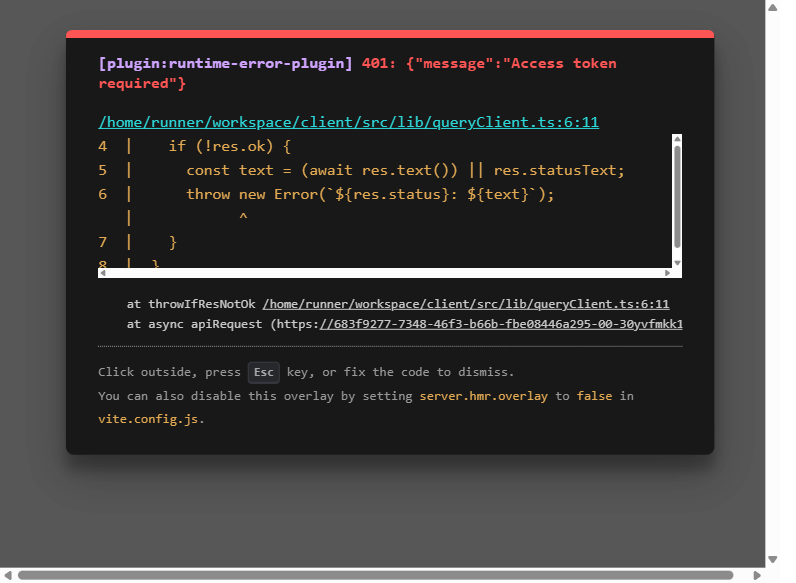 [plugin:runtime-error-plugin] 401: {"message":"Access token
required"}
/home/runner/workspace/client/src/lib/queryClient.ts:6:11
4  |    if (!res.ok) {
5  |      const text = (await res.text()) || res.statusText;
6  |      throw new Error(`${res.status}: ${text}`);
   |            ^
7  |    }
8  |  }
at throwIfResNotOk /home/runner/workspace/client/src/lib/queryClient.ts:6:11
at async apiRequest (https://683f9277-7348-46f3-b66b-fbe08446a295-00-30yvfmkk1
Click outside, press Esc key, or fix the code to dismiss.
You can also disable this overlay by setting server.hmr.overlay to false in
vite.config.js.